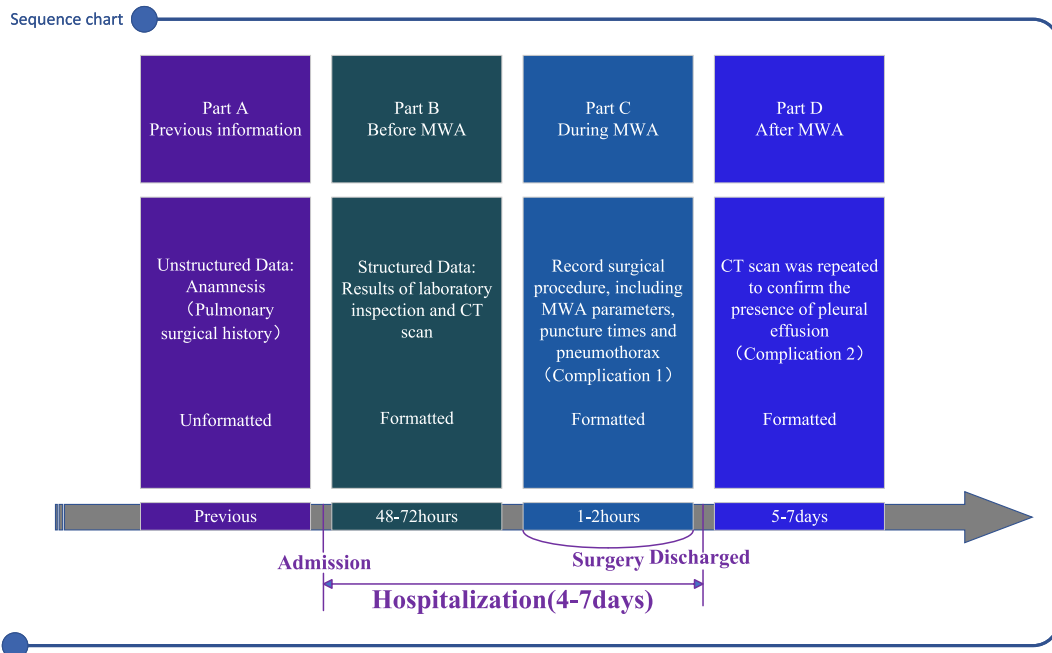 Sequence chart
Part A
Previous information
Part B
Before MWA
Part C
During MWA
Part D
After MWA
Unstructured Data:
Anamnesis
（Pulmonary
surgical history）
Unformatted
Structured Data:
Results of laboratory
inspection and CT
scan
Formatted
Record surgical
procedure, including
MWA parameters,
puncture times and
pneumothorax
（Complication 1）
Formatted
CT scan was repeated
to confirm the
presence of pleural
effusion
（Complication 2）
Formatted
Previous
48-72hours
1-2hours
5-7days
Admission
Surgery
Discharged
Hospitalization(4-7days)